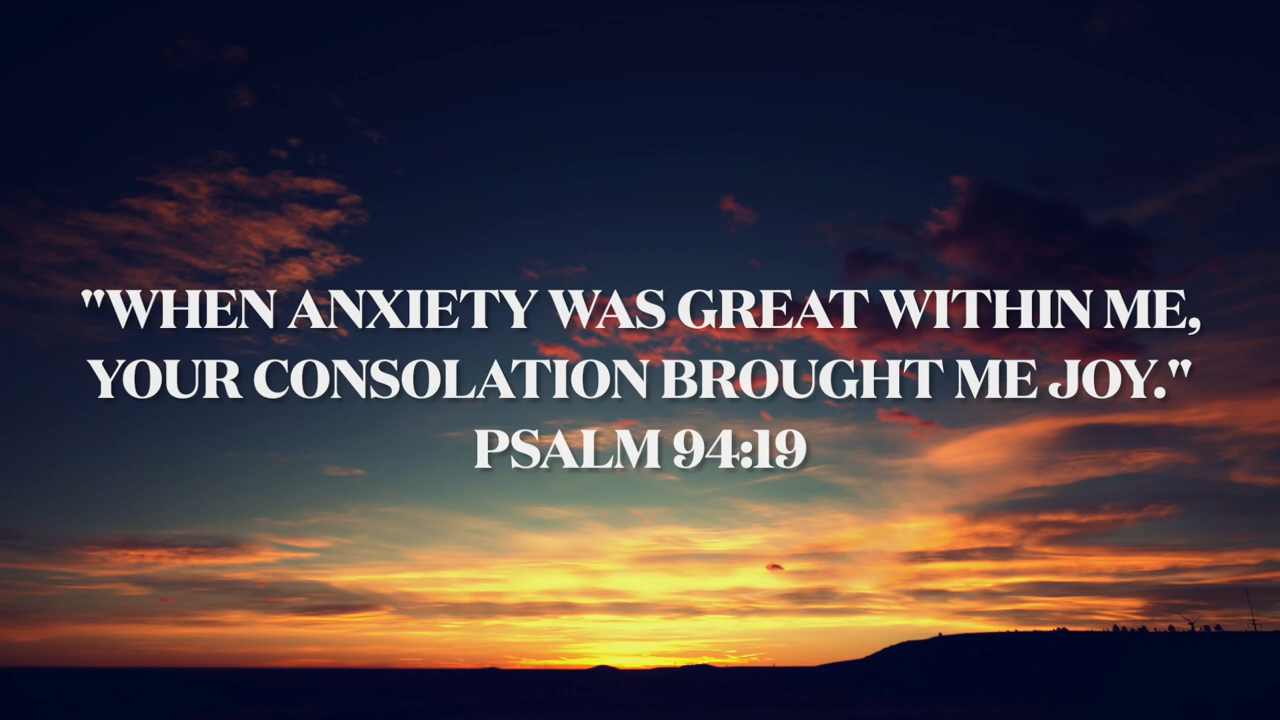 "WHEN ANXIETY WAS GREAT WITHIN ME,
YOUR CONSOLATION BROUGHT ME JOY."
PSALM 94:19